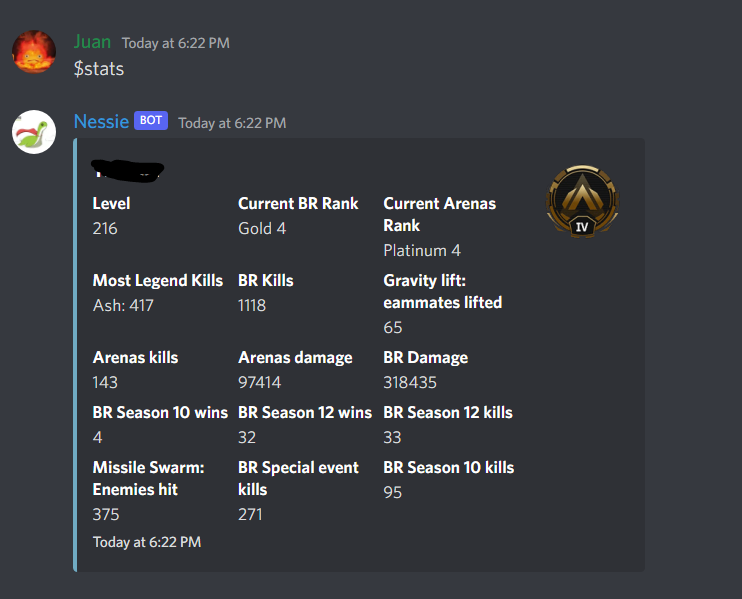 Juan Today at 6:22 PM
$stats
Nessie BOT Today at 6:22 PM
Level
216
Current BR Rank
Gold 4
Current Arenas
Rank
Platinum 4
IV
Most Legend Kills
Ash: 417
BR Kills
1118
Gravity lift:
eammates lifted
65
Arenas kills
143
Arenas damage
97414
BR Damage
318435
BR Season 10 wins
4
BR Season 12 wins
32
BR Season 12 kills
33
Missile Swarm:
Enemies hit
375
BR Special event
kills
271
BR Season 10 kills
95
Today at 6:22 PM